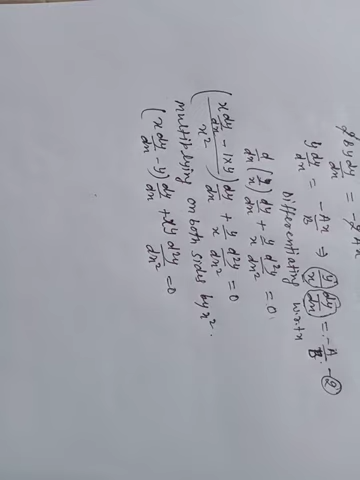 2By dy/dx = -2Ax
y dy/dx = -Ax/B ⇒ (y/x)(dy/dx) = -A/B -②
Differentiating w.r.t x
d/dx (y/x) dy/dx + y/x d²y/dx² = 0.
(x dy/dx - 1×y / x²) dy/dx + y/x d²y/dx² = 0
multiplying on both sides by x².
(x dy/dx - y) dy/dx + xy d²y/dx² = 0